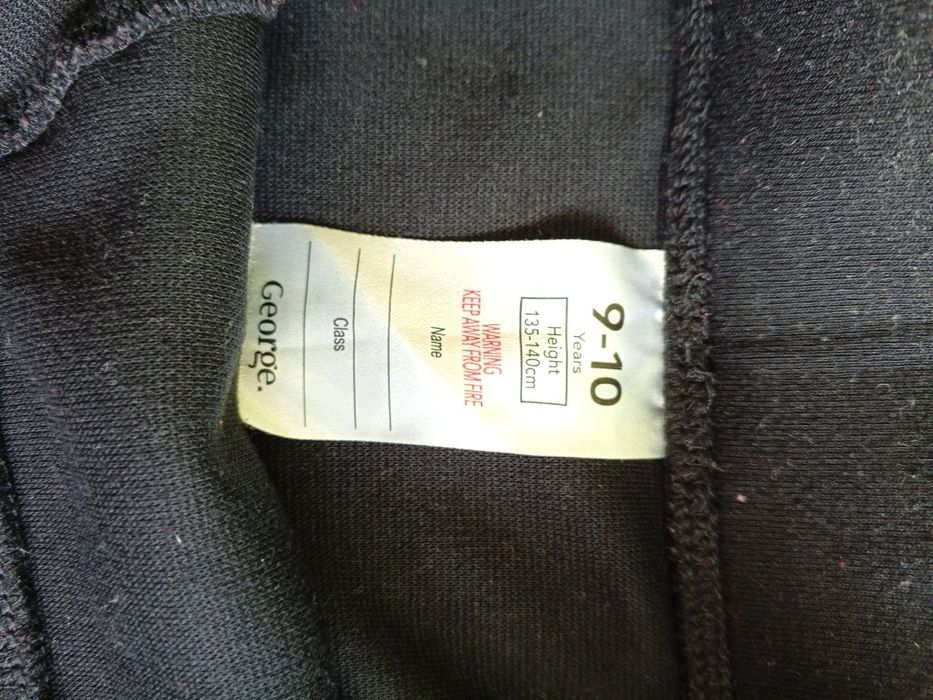 9-10
Years
Height
135-140cm
WARNING
KEEP AWAY FROM FIRE
Name
Class
George.